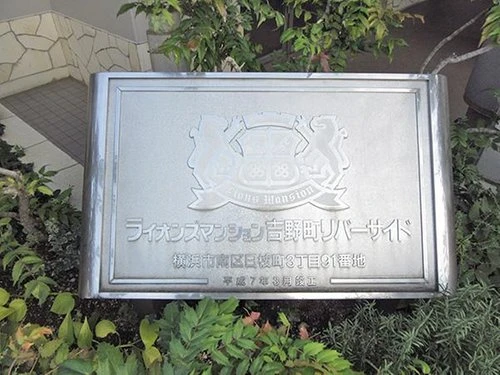 Lions Mansion
ライオンズマンション吉野町リバーサイド
横浜市南区日枝町3丁目91番地
平成7年3月竣工